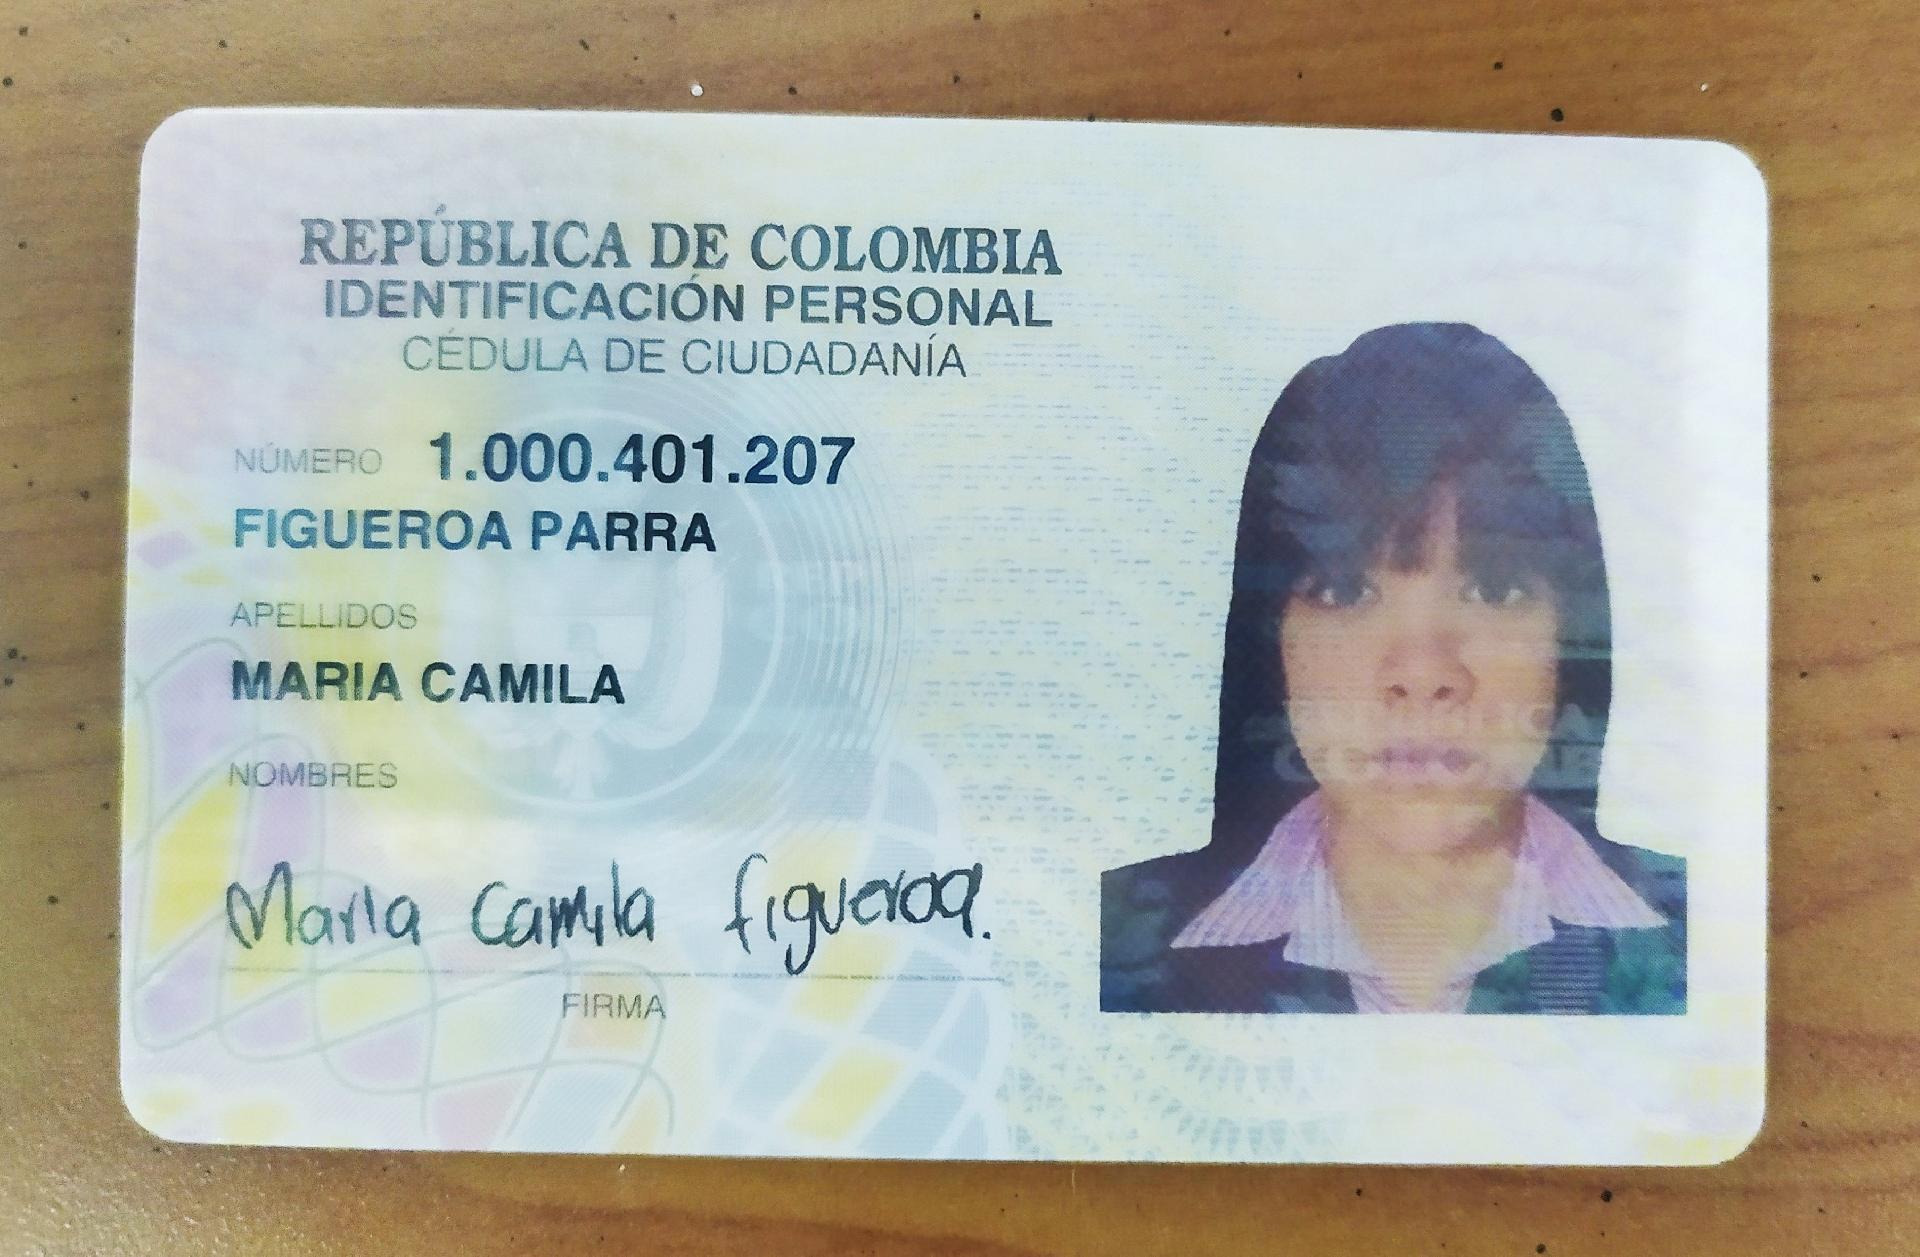 REPÚBLICA DE COLOMBIA
IDENTIFICACIÓN PERSONAL
CÉDULA DE CIUDADANÍA
NÚMERO 1.000.401.207
FIGUEROA PARRA
APELLIDOS
MARIA CAMILA
NOMBRES
Maria Camila figueroa.
FIRMA